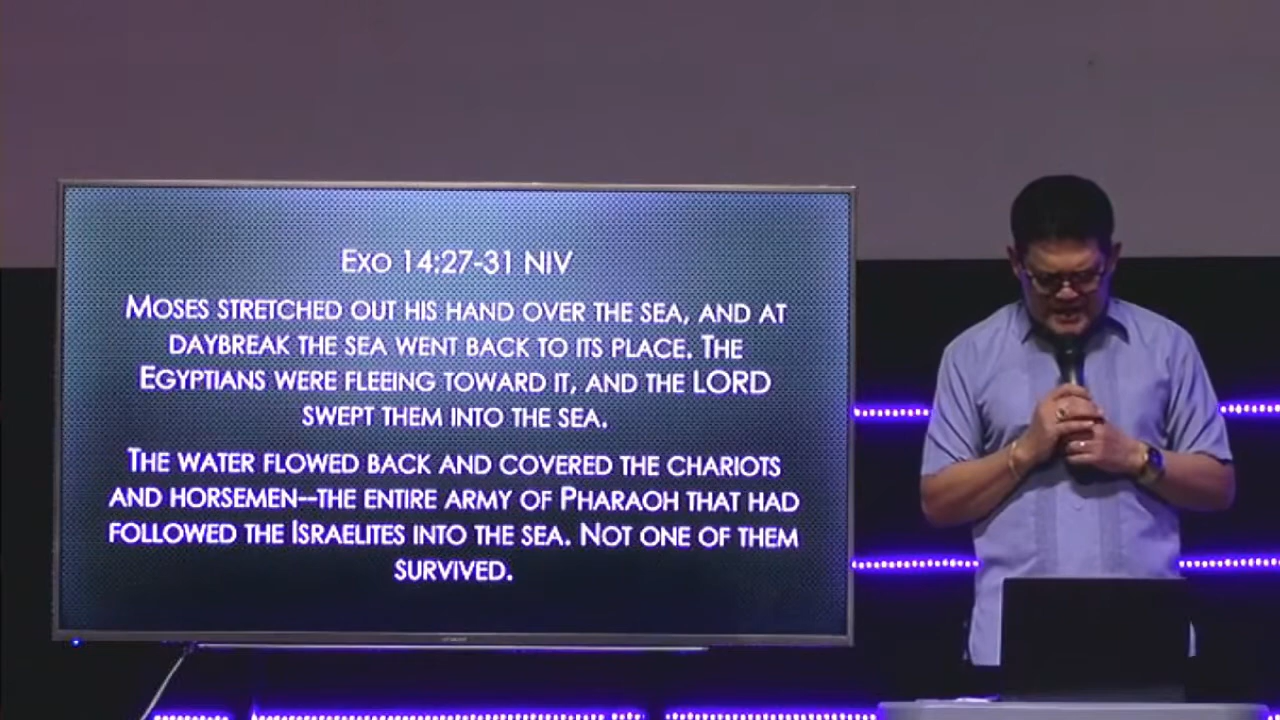 Exo 14:27-31 NIV
Moses stretched out his hand over the sea, and at
daybreak the sea went back to its place. The
Egyptians were fleeing toward it, and the LORD
swept them into the sea.
The water flowed back and covered the chariots
and horsemen--the entire army of Pharaoh that had
followed the Israelites into the sea. Not one of them
survived.